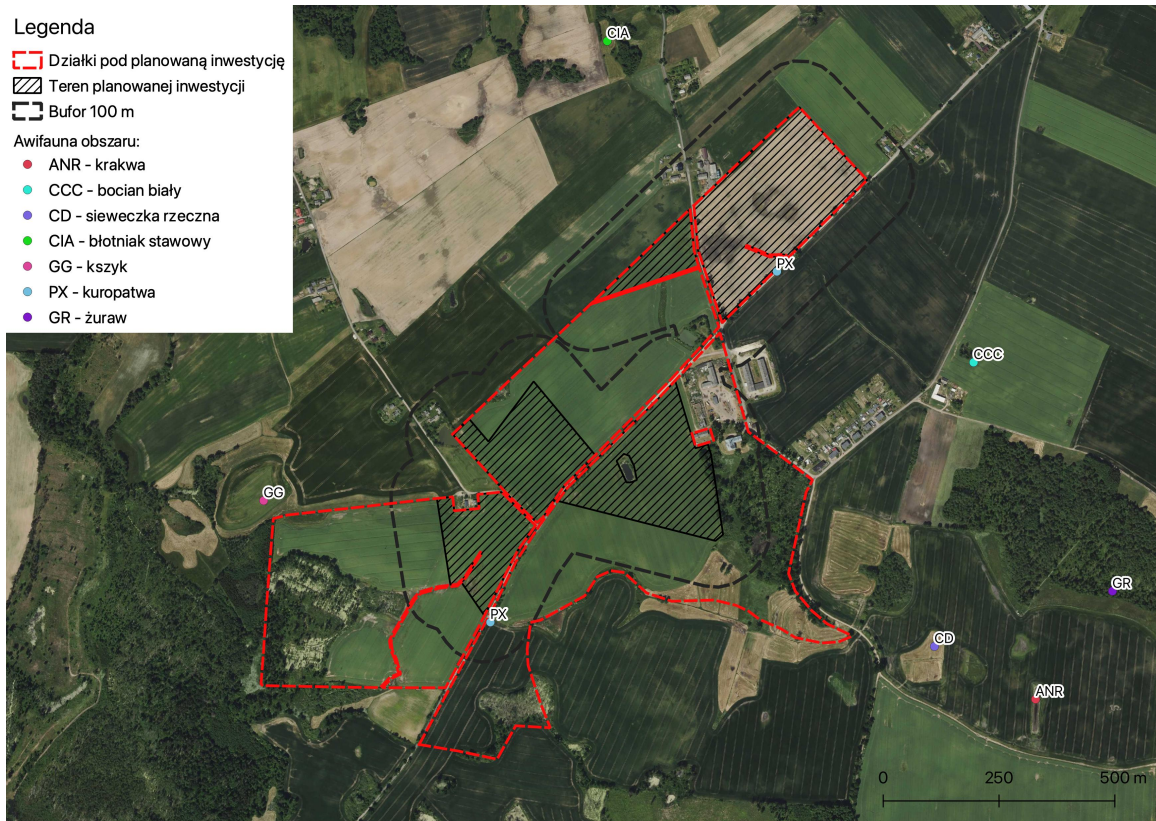 Legenda
Działki pod planowaną inwestycję
Teren planowanej inwestycji
Bufor 100 m
Awifauna obszaru:
ANR - krakwa
CCC - bocian biały
CD - sieweczka rzeczna
CIA - błotniak stawowy
GG - kszyk
PX - kuropatwa
GR - żuraw
CIA
PX
CCC
GG
GR
PX
CD
ANR
0 250 500 m